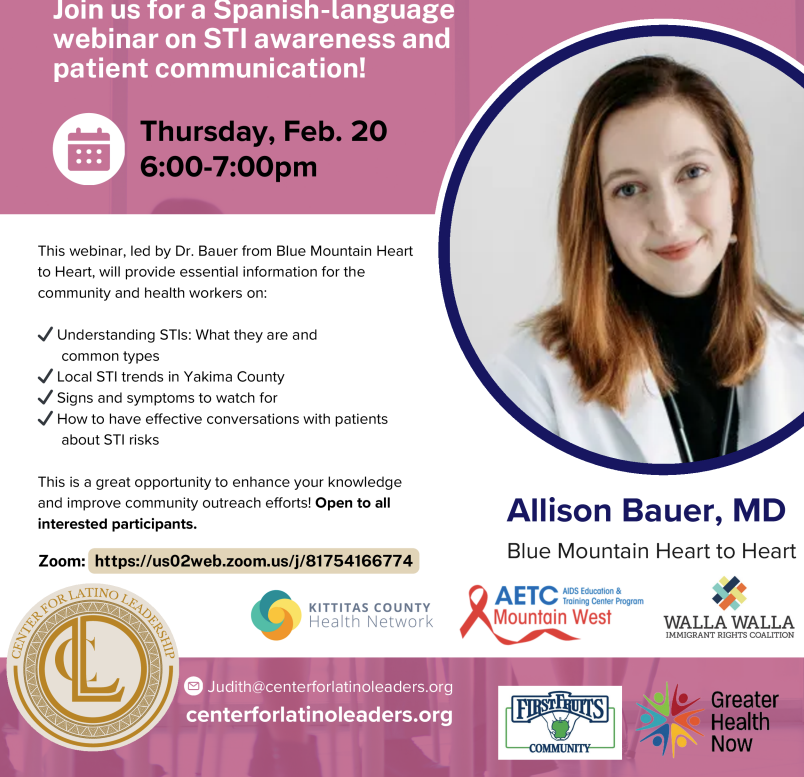 Join us for a Spanish-language
webinar on STI awareness and
patient communication!
Thursday, Feb. 20
6:00-7:00pm
This webinar, led by Dr. Bauer from Blue Mountain Heart
to Heart, will provide essential information for the
community and health workers on:
Understanding STIs: What they are and
common types
Local STI trends in Yakima County
Signs and symptoms to watch for
How to have effective conversations with patients
about STI risks
This is a great opportunity to enhance your knowledge
and improve community outreach efforts! Open to all
interested participants.
Zoom: https://us02web.zoom.us/j/81754166774
Allison Bauer, MD
Blue Mountain Heart to Heart
CENTER FOR LATINO LEADERSHIP
CLL
KITTITAS COUNTY
Health Network
AETC AIDS Education &
Training Center Program
Mountain West
WALLA WALLA
IMMIGRANT RIGHTS COALITION
Judith@centerforlatinoleaders.org
centerforlatinoleaders.org
FIRSTFRUITS
COMMUNITY
Greater
Health
Now